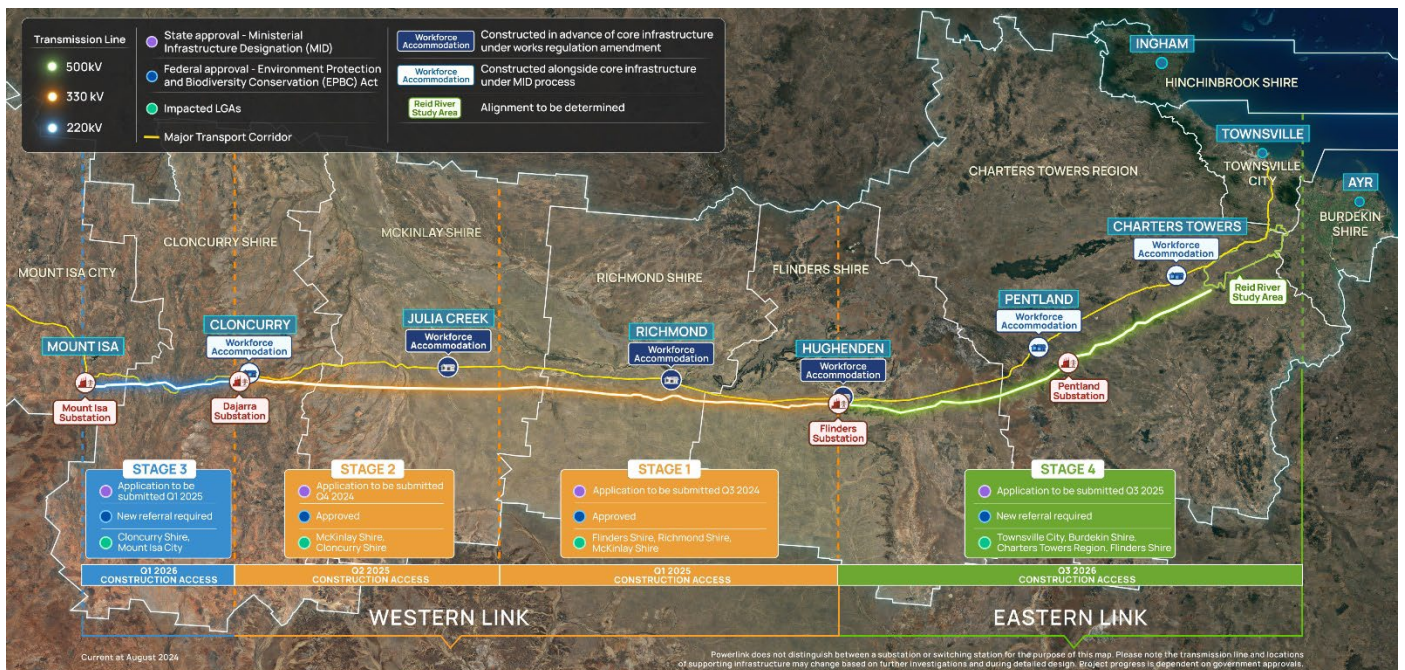 Transmission Line
500kV
330 kV
220kV
State approval - Ministerial
Infrastructure Designation (MID)
Federal approval - Environment Protection
and Biodiversity Conservation (EPBC) Act
Impacted LGAs
Major Transport Corridor
Workforce
Accommodation
Constructed in advance of core infrastructure
under works regulation amendment
Workforce
Accommodation
Constructed alongside core infrastructure
under MID process
Reid River
Study Area
Alignment to be determined
INGHAM
HINCHINBROOK SHIRE
TOWNSVILLE
TOWNSVILLE
CITY
AYR
BURDEKIN
SHIRE
CHARTERS TOWERS REGION
CHARTERS TOWERS
Workforce
Accommodation
Reid River
Study Area
MOUNT ISA CITY
CLONCURRY SHIRE
MCKINLAY SHIRE
RICHMOND SHIRE
FLINDERS SHIRE
MOUNT ISA
Mount Isa
Substation
CLONCURRY
Workforce
Accommodation
Dajarra
Substation
JULIA CREEK
Workforce
Accommodation
RICHMOND
Workforce
Accommodation
HUGHENDEN
Workforce
Accommodation
Flinders
Substation
PENTLAND
Workforce
Accommodation
Pentland
Substation
STAGE 3
Application to be
submitted Q1 2025
New referral required
Cloncurry Shire,
Mount Isa City
STAGE 2
Application to be submitted
Q4 2024
Approved
McKinlay Shire,
Cloncurry Shire
STAGE 1
Application to be submitted Q3 2024
Approved
Flinders Shire, Richmond Shire,
McKinlay Shire
STAGE 4
Application to be submitted Q3 2025
New referral required
Townsville City, Burdekin Shire,
Charters Towers Region, Flinders Shire
Q1 2026
CONSTRUCTION ACCESS
Q2 2025
CONSTRUCTION ACCESS
Q1 2025
CONSTRUCTION ACCESS
Q3 2026
CONSTRUCTION ACCESS
WESTERN LINK
EASTERN LINK
Current at August 2024
Powerlink does not distinguish between a substation or switching station for the purpose of this map. Please note the transmission line and locations
of supporting infrastructure may change based on further investigations and during detailed design. Project progress is dependent on government approvals.